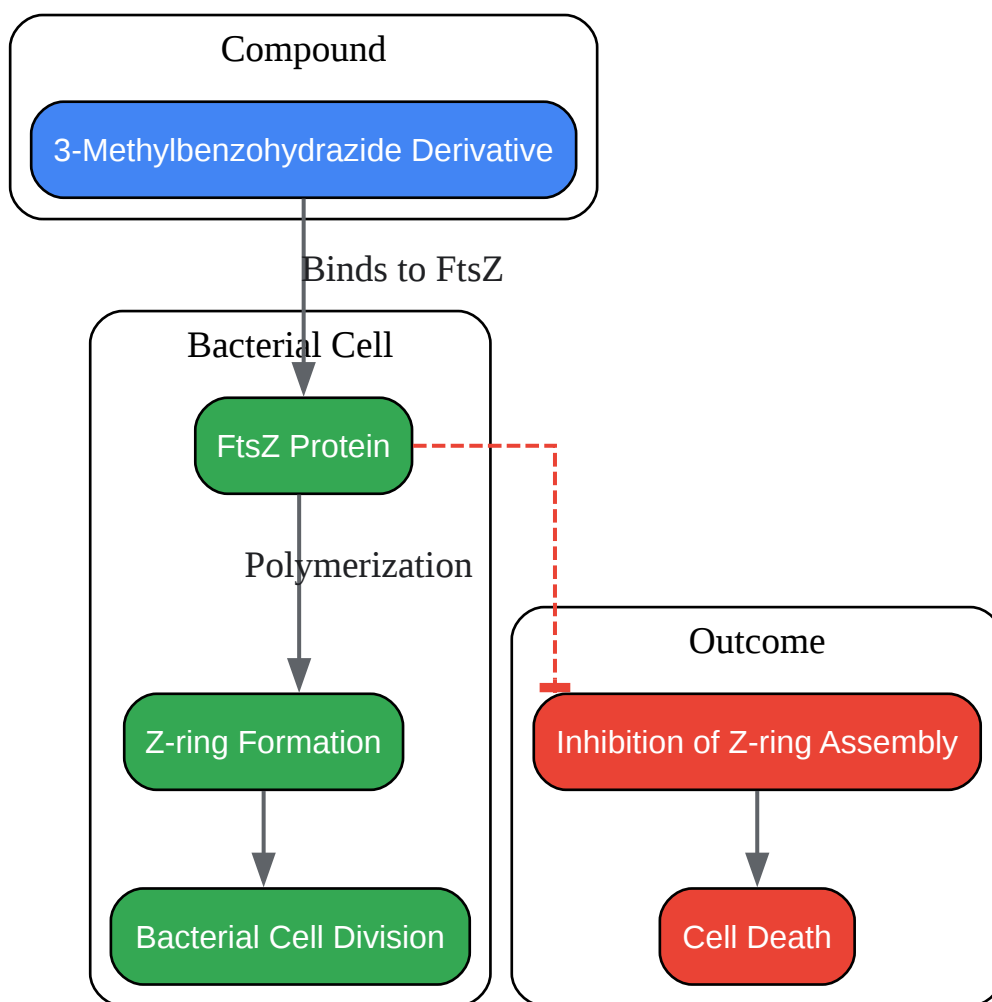 Compound
3-Methylbenzohydrazide Derivative
Binds to FtsZ
Bacterial Cell
FtsZ Protein
Polymerization
Outcome
Z-ring Formation
Inhibition of Z-ring Assembly
Bacterial Cell Division
Cell Death